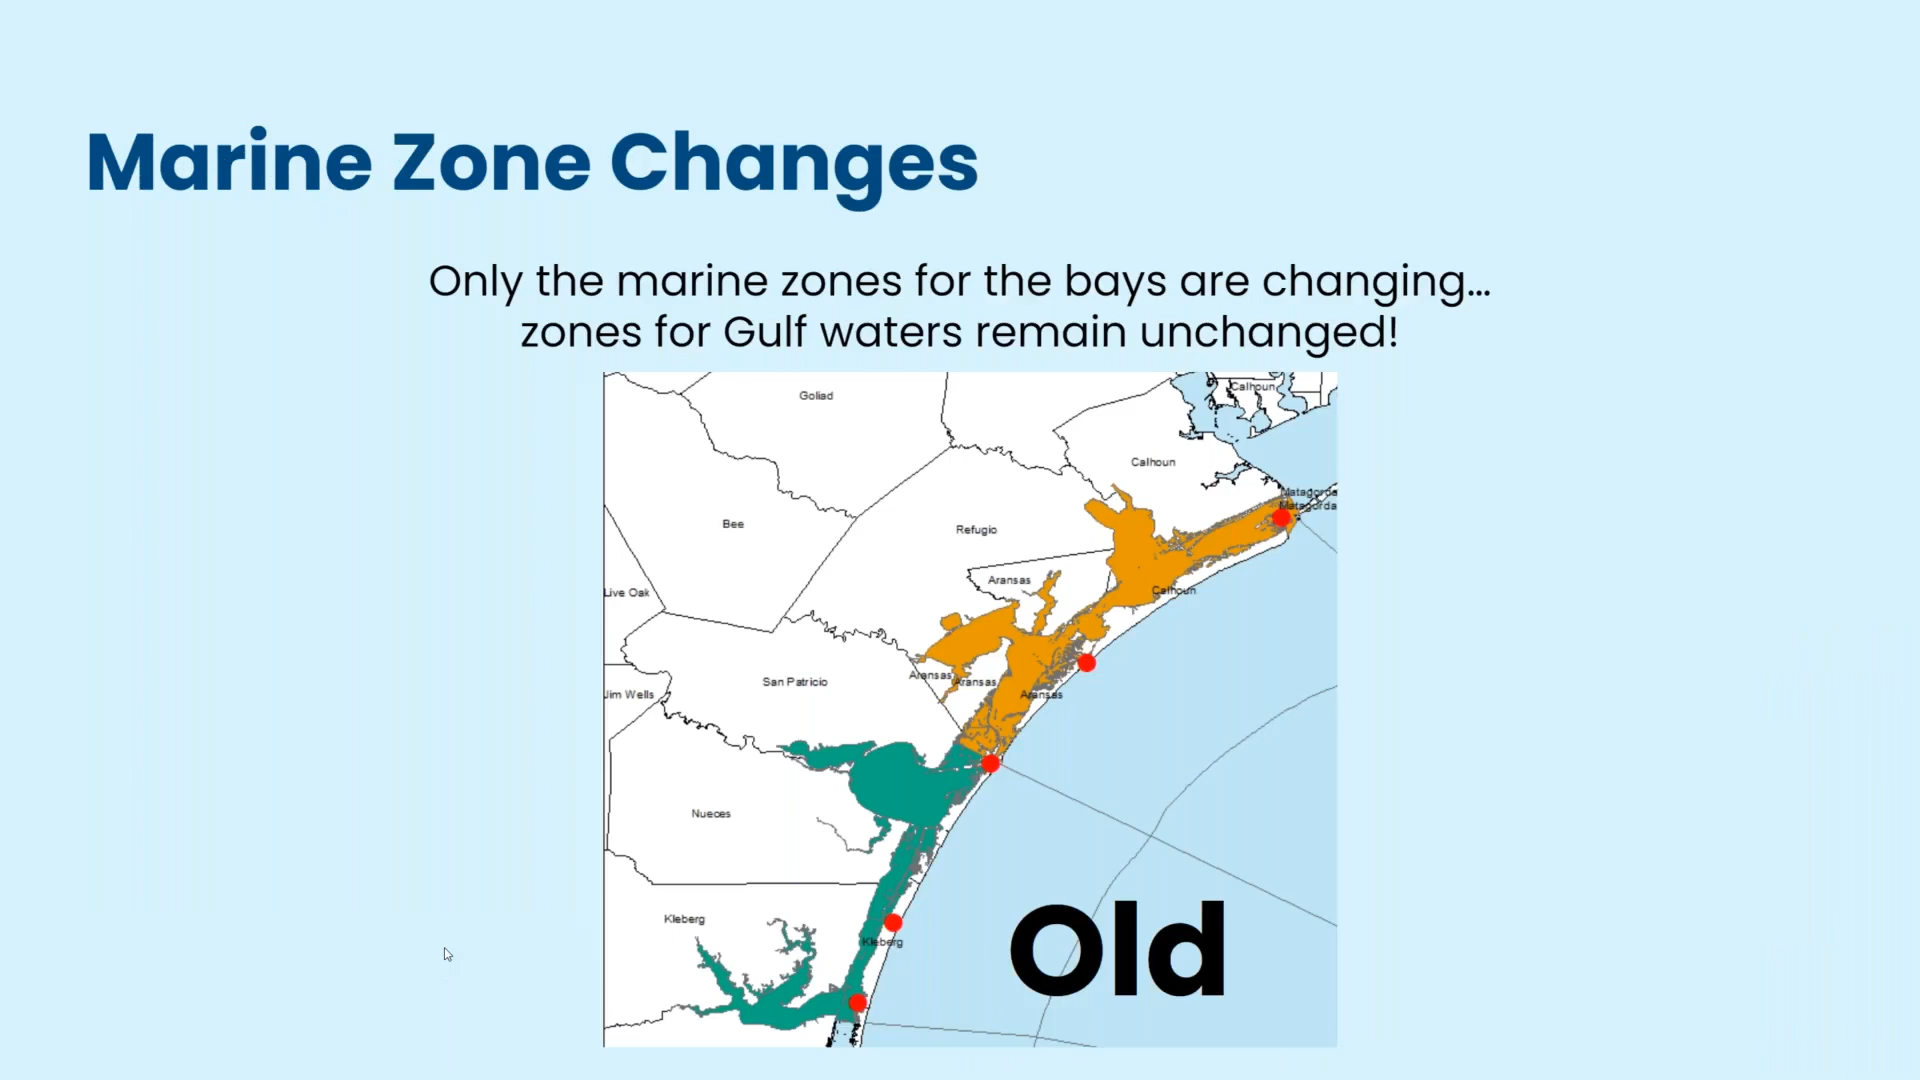 Marine Zone Changes
Only the marine zones for the bays are changing...
zones for Gulf waters remain unchanged!
Goliad
Calhoun
Calhoun
Matagorda
Matagorda
Bee
Refugio
Aransas
Live Oak
Calhoun
San Patricio
Aransas
Aransas
Jim Wells
Aransas
Nueces
Kleberg
Kleberg
Old